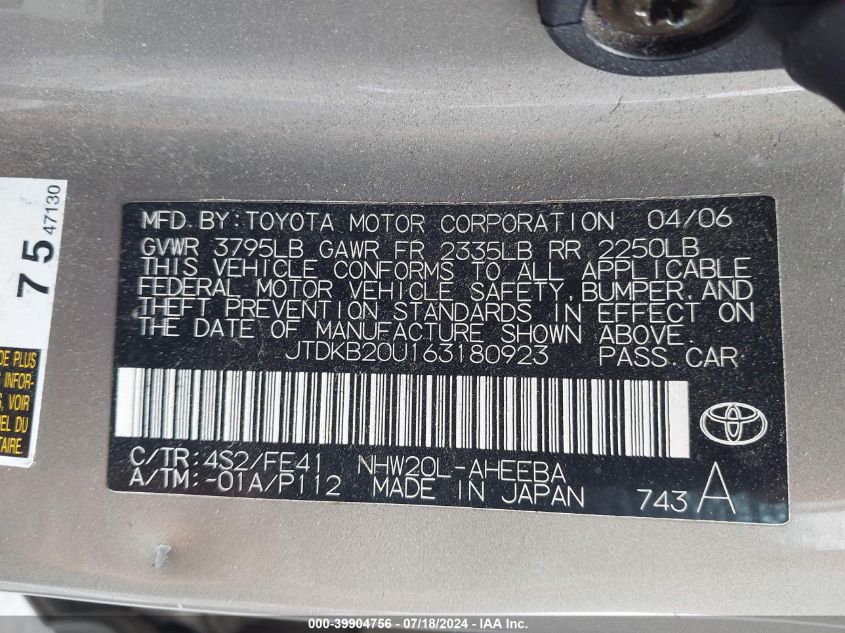 MFD. BY: TOYOTA MOTOR CORPORATION 04/06
GVWR 3795LB GAWR FR 2335LB RR 2250LB
THIS VEHICLE CONFORMS TO ALL APPLICABLE
FEDERAL MOTOR VEHICLE SAFETY, BUMPER, AND
THEFT PREVENTION STANDARDS IN EFFECT ON
THE DATE OF MANUFACTURE SHOWN ABOVE.
JTDKB20U163180923 PASS. CAR
C/TR: 4S2/FE41 NHW20L-AHEEBA
A/TM: -01A/P112 MADE IN JAPAN 743 A
75 47130
DE PLUS
INFOR-
S, VOIR
EL DU
TAIRE.
000-39904756 / 07/18/2024 - IAA Inc.